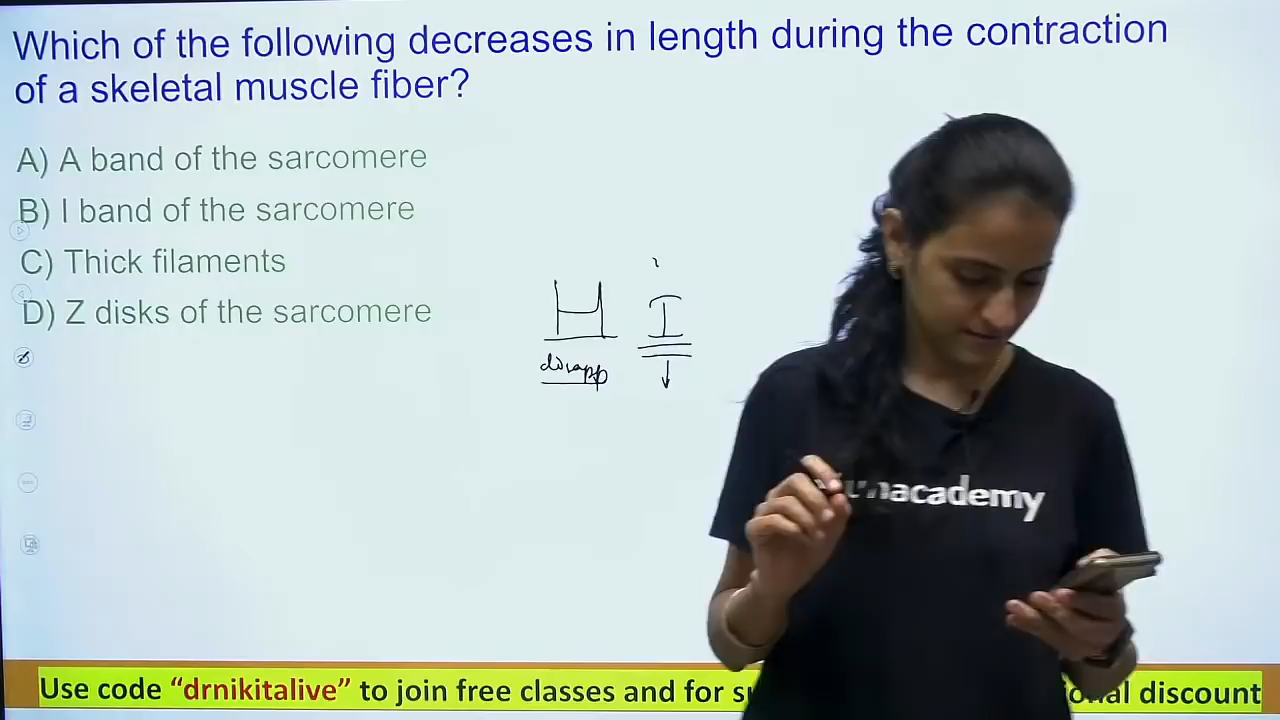 Which of the following decreases in length during the contraction
of a skeletal muscle fiber?
A) A band of the sarcomere
B) I band of the sarcomere
C) Thick filaments
D) Z disks of the sarcomere
H I
disapp
unacademy
Use code “drnikitalive” to join free classes and for
discount